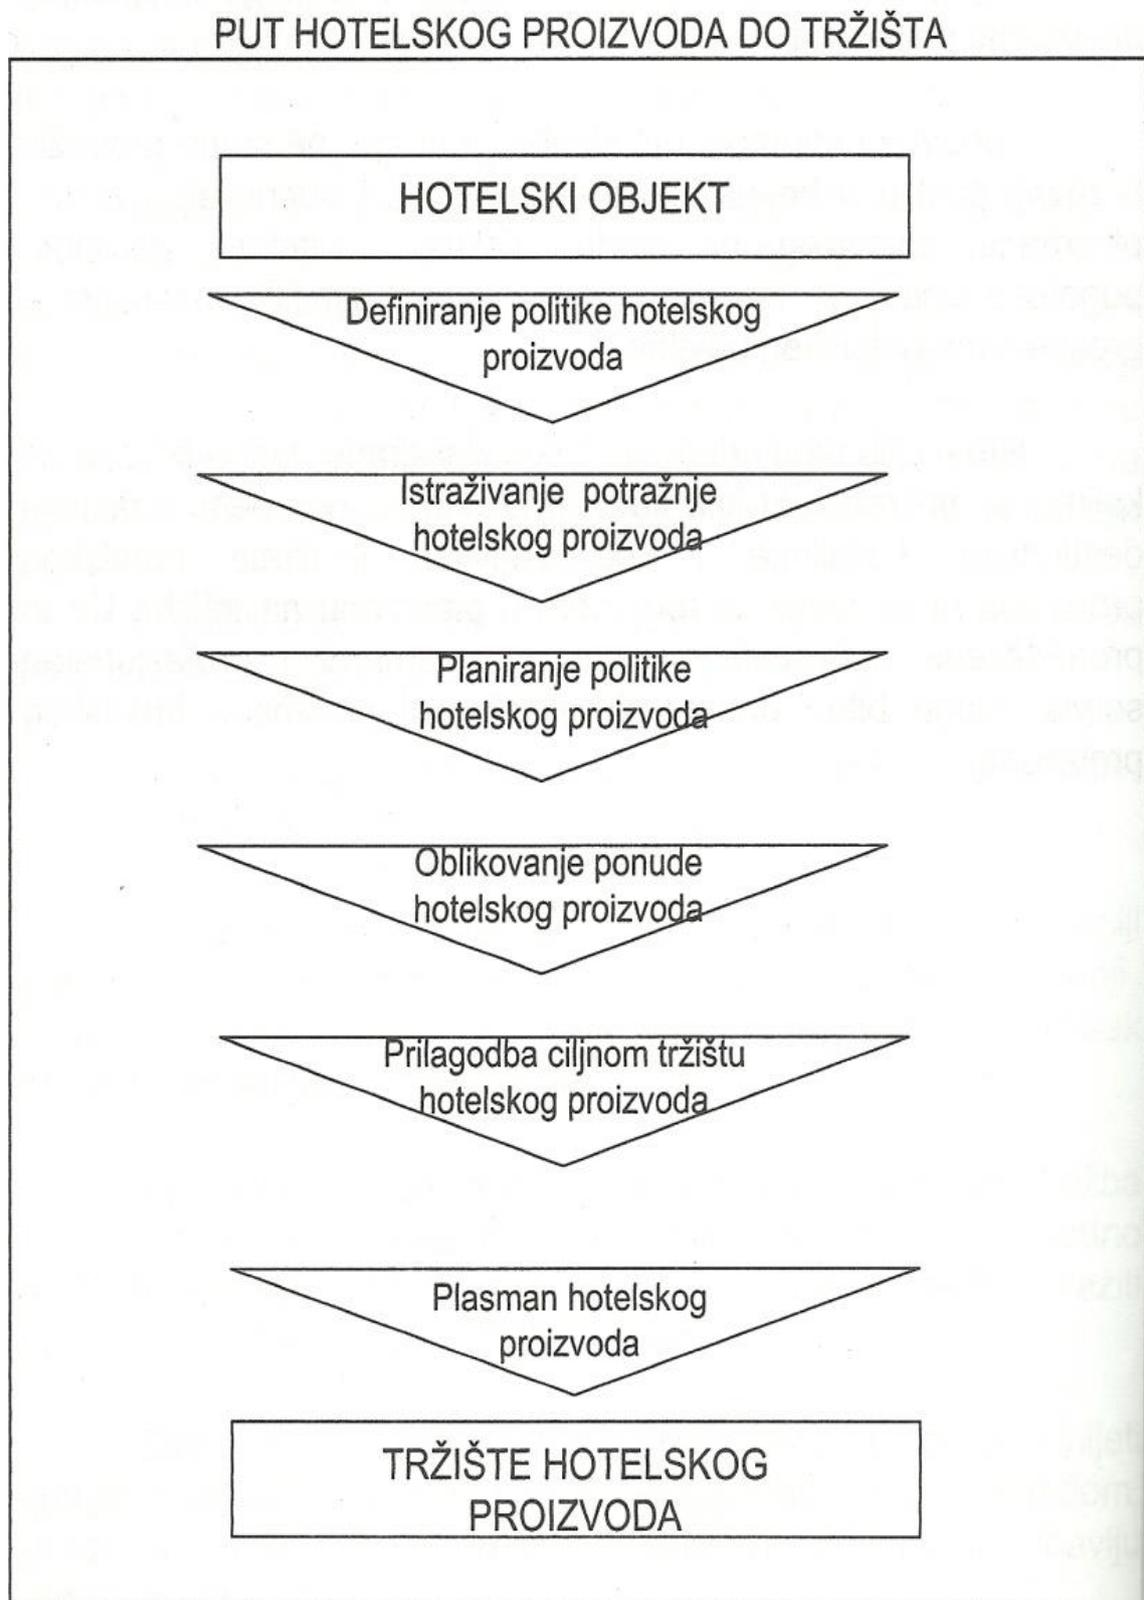 PUT HOTELSKOG PROIZVODA DO TRŽIŠTA
HOTELSKI OBJEKT
Definiranje politike hotelskog
proizvoda
Istraživanje potražnje
hotelskog proizvoda
Planiranje politike
hotelskog proizvoda
Oblikovanje ponude
hotelskog proizvoda
Prilagodba ciljnom tržištu
hotelskog proizvoda
Plasman hotelskog
proizvoda
TRŽIŠTE HOTELSKOG
PROIZVODA